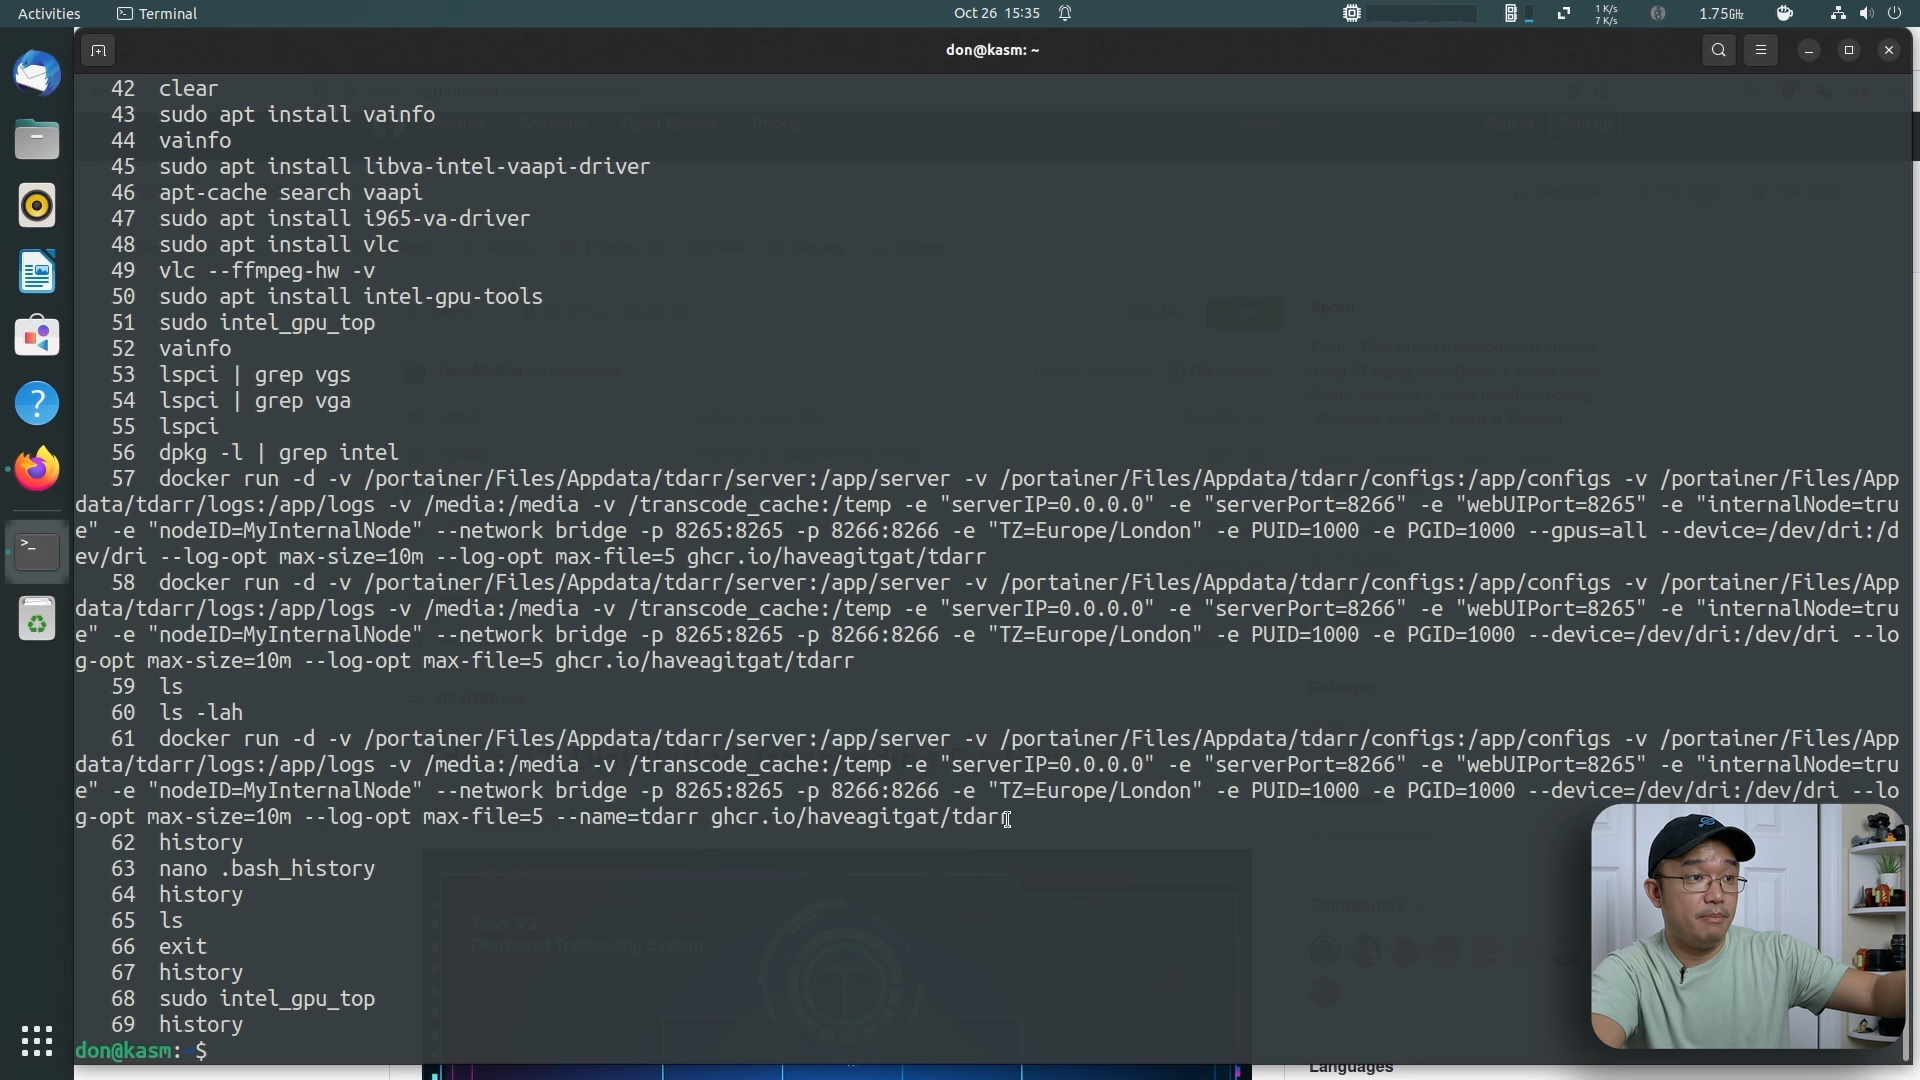 Activities Terminal Oct 26 15:35 1 K/s 7 K/s 1.75GHz
don@kasm: ~
42 clear
43 sudo apt install vainfo
44 vainfo
45 sudo apt install libva-intel-vaapi-driver
46 apt-cache search vaapi
47 sudo apt install i965-va-driver
48 sudo apt install vlc
49 vlc --ffmpeg-hw -v
50 sudo apt install intel-gpu-tools
51 sudo intel_gpu_top
52 vainfo
53 lspci | grep vgs
54 lspci | grep vga
55 lspci
56 dpkg -l | grep intel
57 docker run -d -v /portainer/Files/Appdata/tdarr/server:/app/server -v /portainer/Files/Appdata/tdarr/configs:/app/configs -v /portainer/Files/App
data/tdarr/logs:/app/logs -v /media:/media -v /transcode_cache:/temp -e "serverIP=0.0.0.0" -e "serverPort=8266" -e "webUIPort=8265" -e "internalNode=tru
e" -e "nodeID=MyInternalNode" --network bridge -p 8265:8265 -p 8266:8266 -e "TZ=Europe/London" -e PUID=1000 -e PGID=1000 --gpus=all --device=/dev/dri:/d
ev/dri --log-opt max-size=10m --log-opt max-file=5 ghcr.io/haveagitgat/tdarr
58 docker run -d -v /portainer/Files/Appdata/tdarr/server:/app/server -v /portainer/Files/Appdata/tdarr/configs:/app/configs -v /portainer/Files/App
data/tdarr/logs:/app/logs -v /media:/media -v /transcode_cache:/temp -e "serverIP=0.0.0.0" -e "serverPort=8266" -e "webUIPort=8265" -e "internalNode=tru
e" -e "nodeID=MyInternalNode" --network bridge -p 8265:8265 -p 8266:8266 -e "TZ=Europe/London" -e PUID=1000 -e PGID=1000 --device=/dev/dri:/dev/dri --lo
g-opt max-size=10m --log-opt max-file=5 ghcr.io/haveagitgat/tdarr
59 ls
60 ls -lah
61 docker run -d -v /portainer/Files/Appdata/tdarr/server:/app/server -v /portainer/Files/Appdata/tdarr/configs:/app/configs -v /portainer/Files/App
data/tdarr/logs:/app/logs -v /media:/media -v /transcode_cache:/temp -e "serverIP=0.0.0.0" -e "serverPort=8266" -e "webUIPort=8265" -e "internalNode=tru
e" -e "nodeID=MyInternalNode" --network bridge -p 8265:8265 -p 8266:8266 -e "TZ=Europe/London" -e PUID=1000 -e PGID=1000 --device=/dev/dri:/dev/dri --lo
g-opt max-size=10m --log-opt max-file=5 --name=tdarr ghcr.io/haveagitgat/tdarr
62 history
63 nano .bash_history
64 history
65 ls
66 exit
67 history
68 sudo intel_gpu_top
69 history
don@kasm:~$
Languages